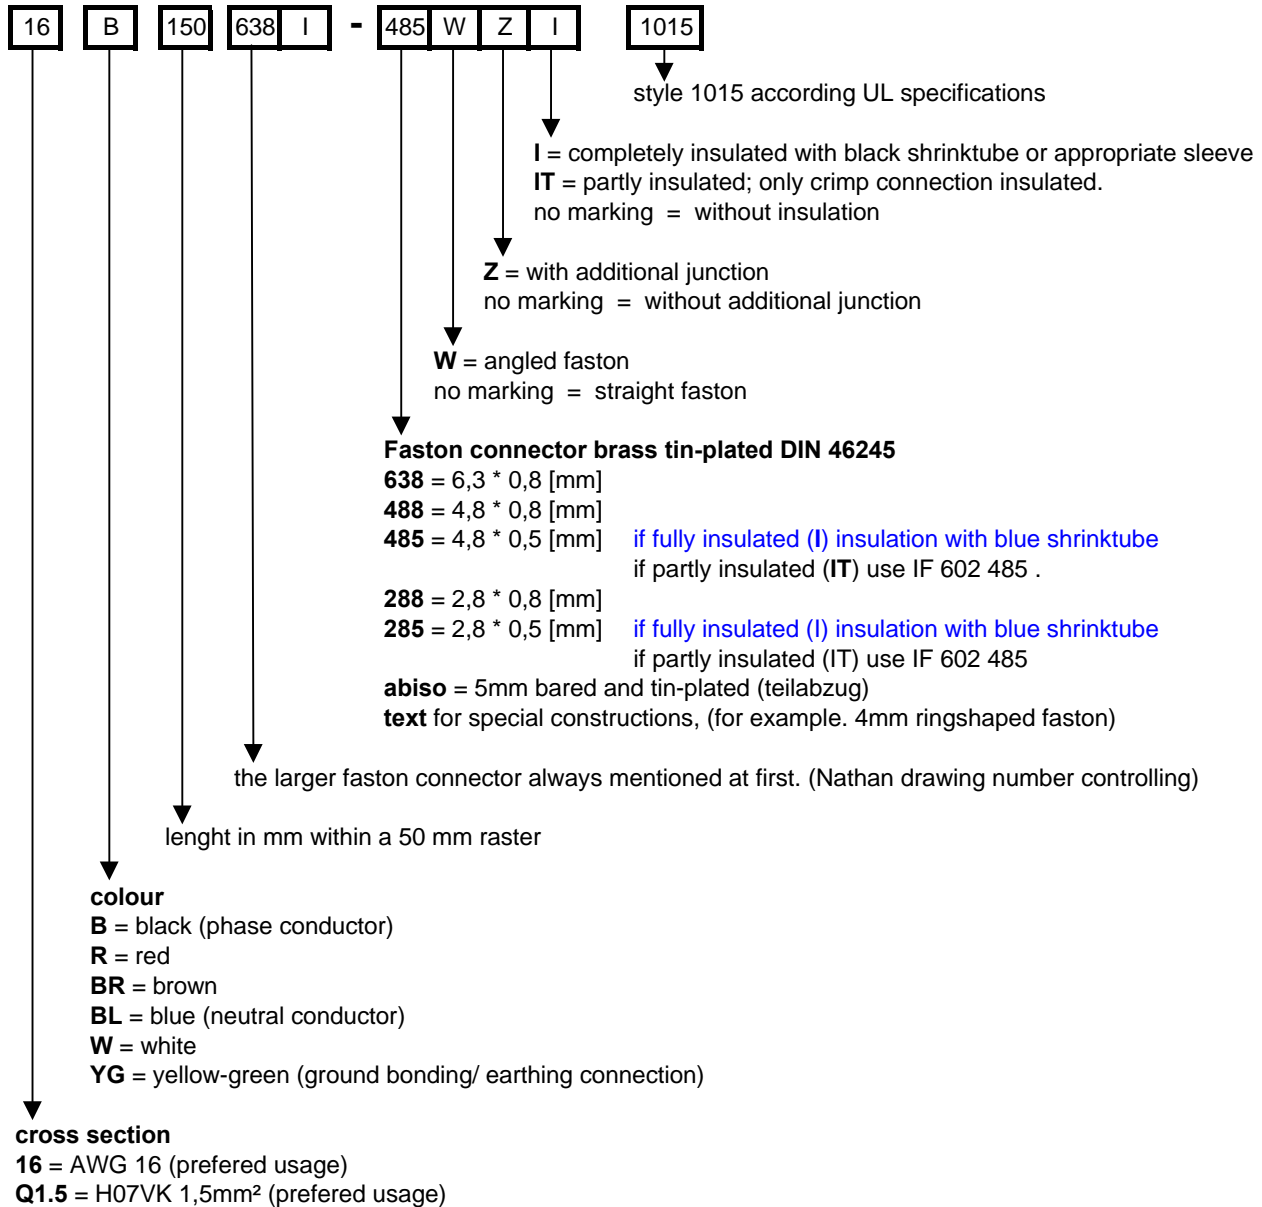 16 B 150 638 I - 485 W Z I 1015
style 1015 according UL specifications
I = completely insulated with black shrinktube or appropriate sleeve
IT = partly insulated; only crimp connection insulated.
no marking = without insulation
Z = with additional junction
no marking = without additional junction
W = angled faston
no marking = straight faston
Faston connector brass tin-plated DIN 46245
638 = 6,3 * 0,8 [mm]
488 = 4,8 * 0,8 [mm]
485 = 4,8 * 0,5 [mm] if fully insulated (I) insulation with blue shrinktube
if partly insulated (IT) use IF 602 485 .
288 = 2,8 * 0,8 [mm]
285 = 2,8 * 0,5 [mm] if fully insulated (I) insulation with blue shrinktube
if partly insulated (IT) use IF 602 485
abiso = 5mm bared and tin-plated (teilabzug)
text for special constructions, (for example. 4mm ringshaped faston)
the larger faston connector always mentioned at first. (Nathan drawing number controlling)
lenght in mm within a 50 mm raster
colour
B = black (phase conductor)
R = red
BR = brown
BL = blue (neutral conductor)
W = white
YG = yellow-green (ground bonding/ earthing connection)
cross section
16 = AWG 16 (prefered usage)
Q1.5 = H07VK 1,5mm² (prefered usage)